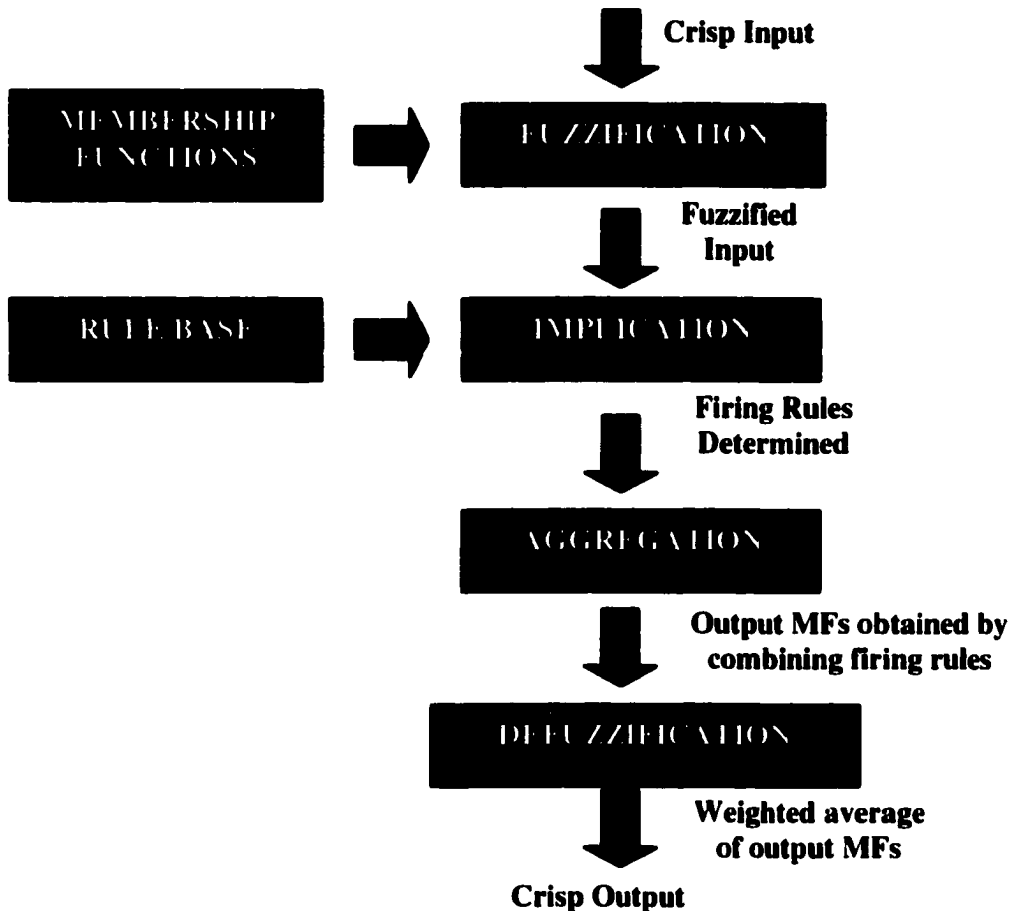 Crisp Input
MEMBERSHIP
FUNCTIONS
FUZZIFICATION
Fuzzified
Input
RULE BASE
IMPLICATION
Firing Rules
Determined
AGGREGATION
Output MFs obtained by
combining firing rules
DEFUZZIFICATION
Weighted average
of output MFs
Crisp Output